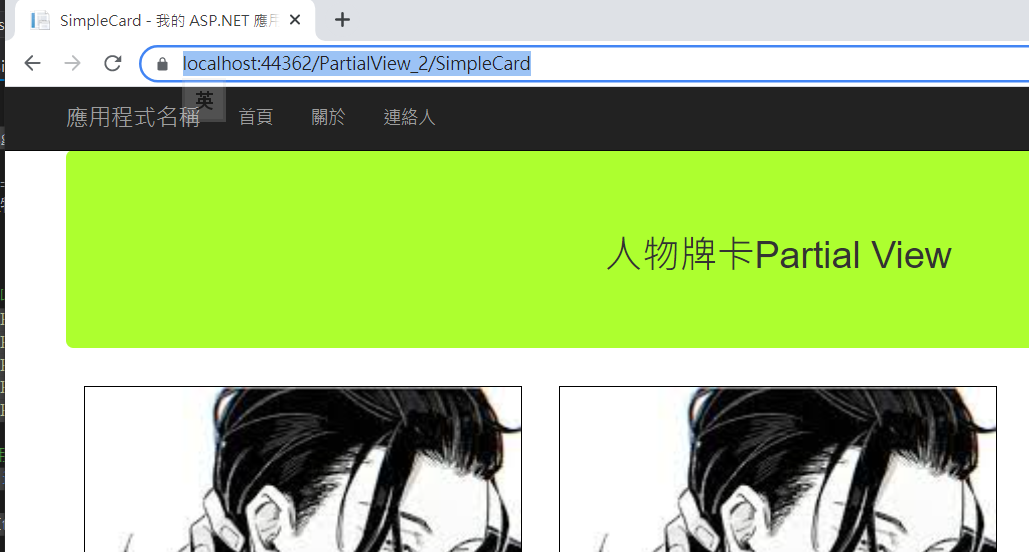 SimpleCard - 我的 ASP.NET 應用
localhost:44362/PartialView_2/SimpleCard
英
應用程式名稱 首頁 關於 連絡人
人物牌卡Partial View